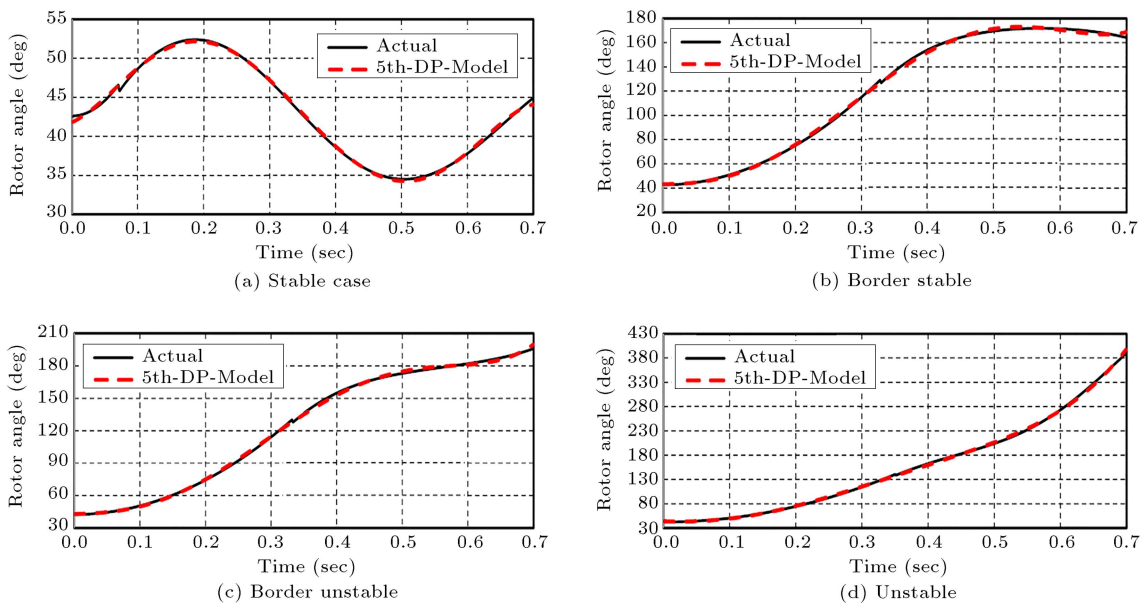 55
50
45
40
35
30
Rotor angle (deg)
Actual
5th-DP-Model
0.0 0.1 0.2 0.3 0.4 0.5 0.6 0.7
Time (sec)
(a) Stable case
180
160
140
120
100
80
60
40
20
Rotor angle (deg)
Actual
5th-DP-Model
0.0 0.1 0.2 0.3 0.4 0.5 0.6 0.7
Time (sec)
(b) Border stable
210
180
150
120
90
60
30
Rotor angle (deg)
Actual
5th-DP-Model
0.0 0.1 0.2 0.3 0.4 0.5 0.6 0.7
Time (sec)
(c) Border unstable
430
380
330
280
230
180
130
80
30
Rotor angle (deg)
Actual
5th-DP-Model
0.0 0.1 0.2 0.3 0.4 0.5 0.6 0.7
Time (sec)
(d) Unstable